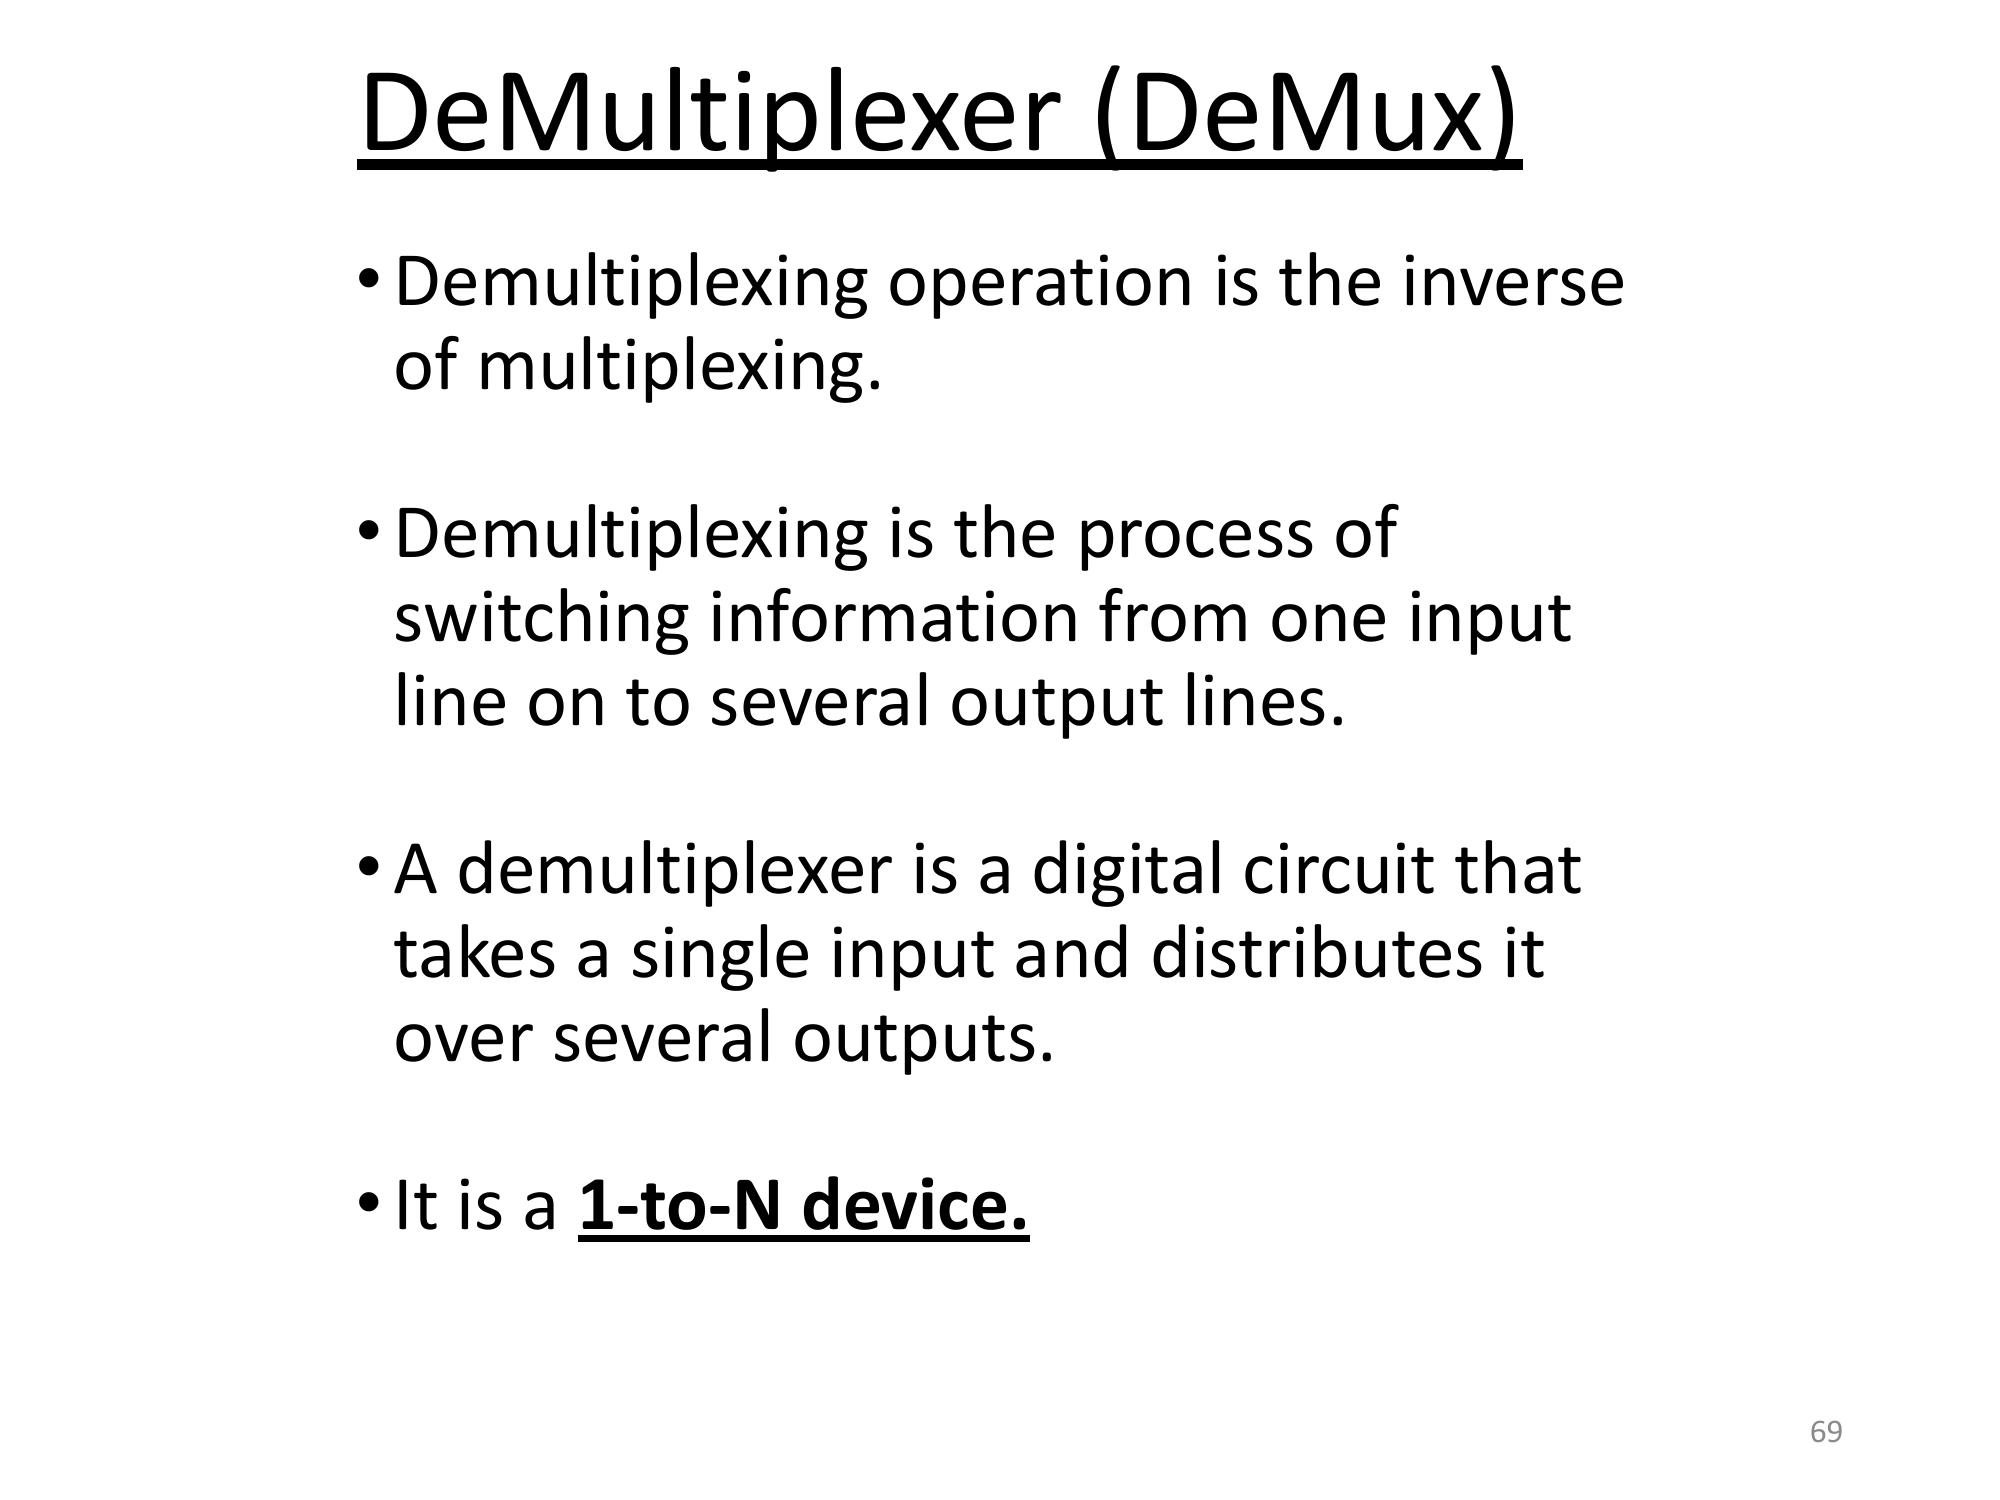 DeMultiplexer (DeMux)
• Demultiplexing operation is the inverse
of multiplexing.
• Demultiplexing is the process of
switching information from one input
line on to several output lines.
• A demultiplexer is a digital circuit that
takes a single input and distributes it
over several outputs.
• It is a 1-to-N device.
69